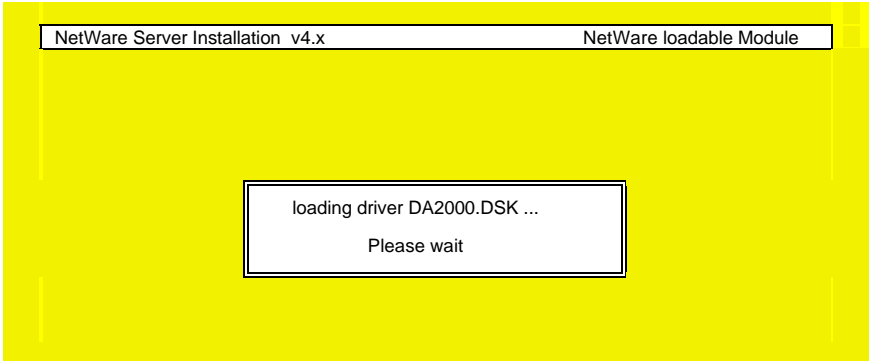 NetWare Server Installation v4.x NetWare loadable Module
loading driver DA2000.DSK ...
Please wait